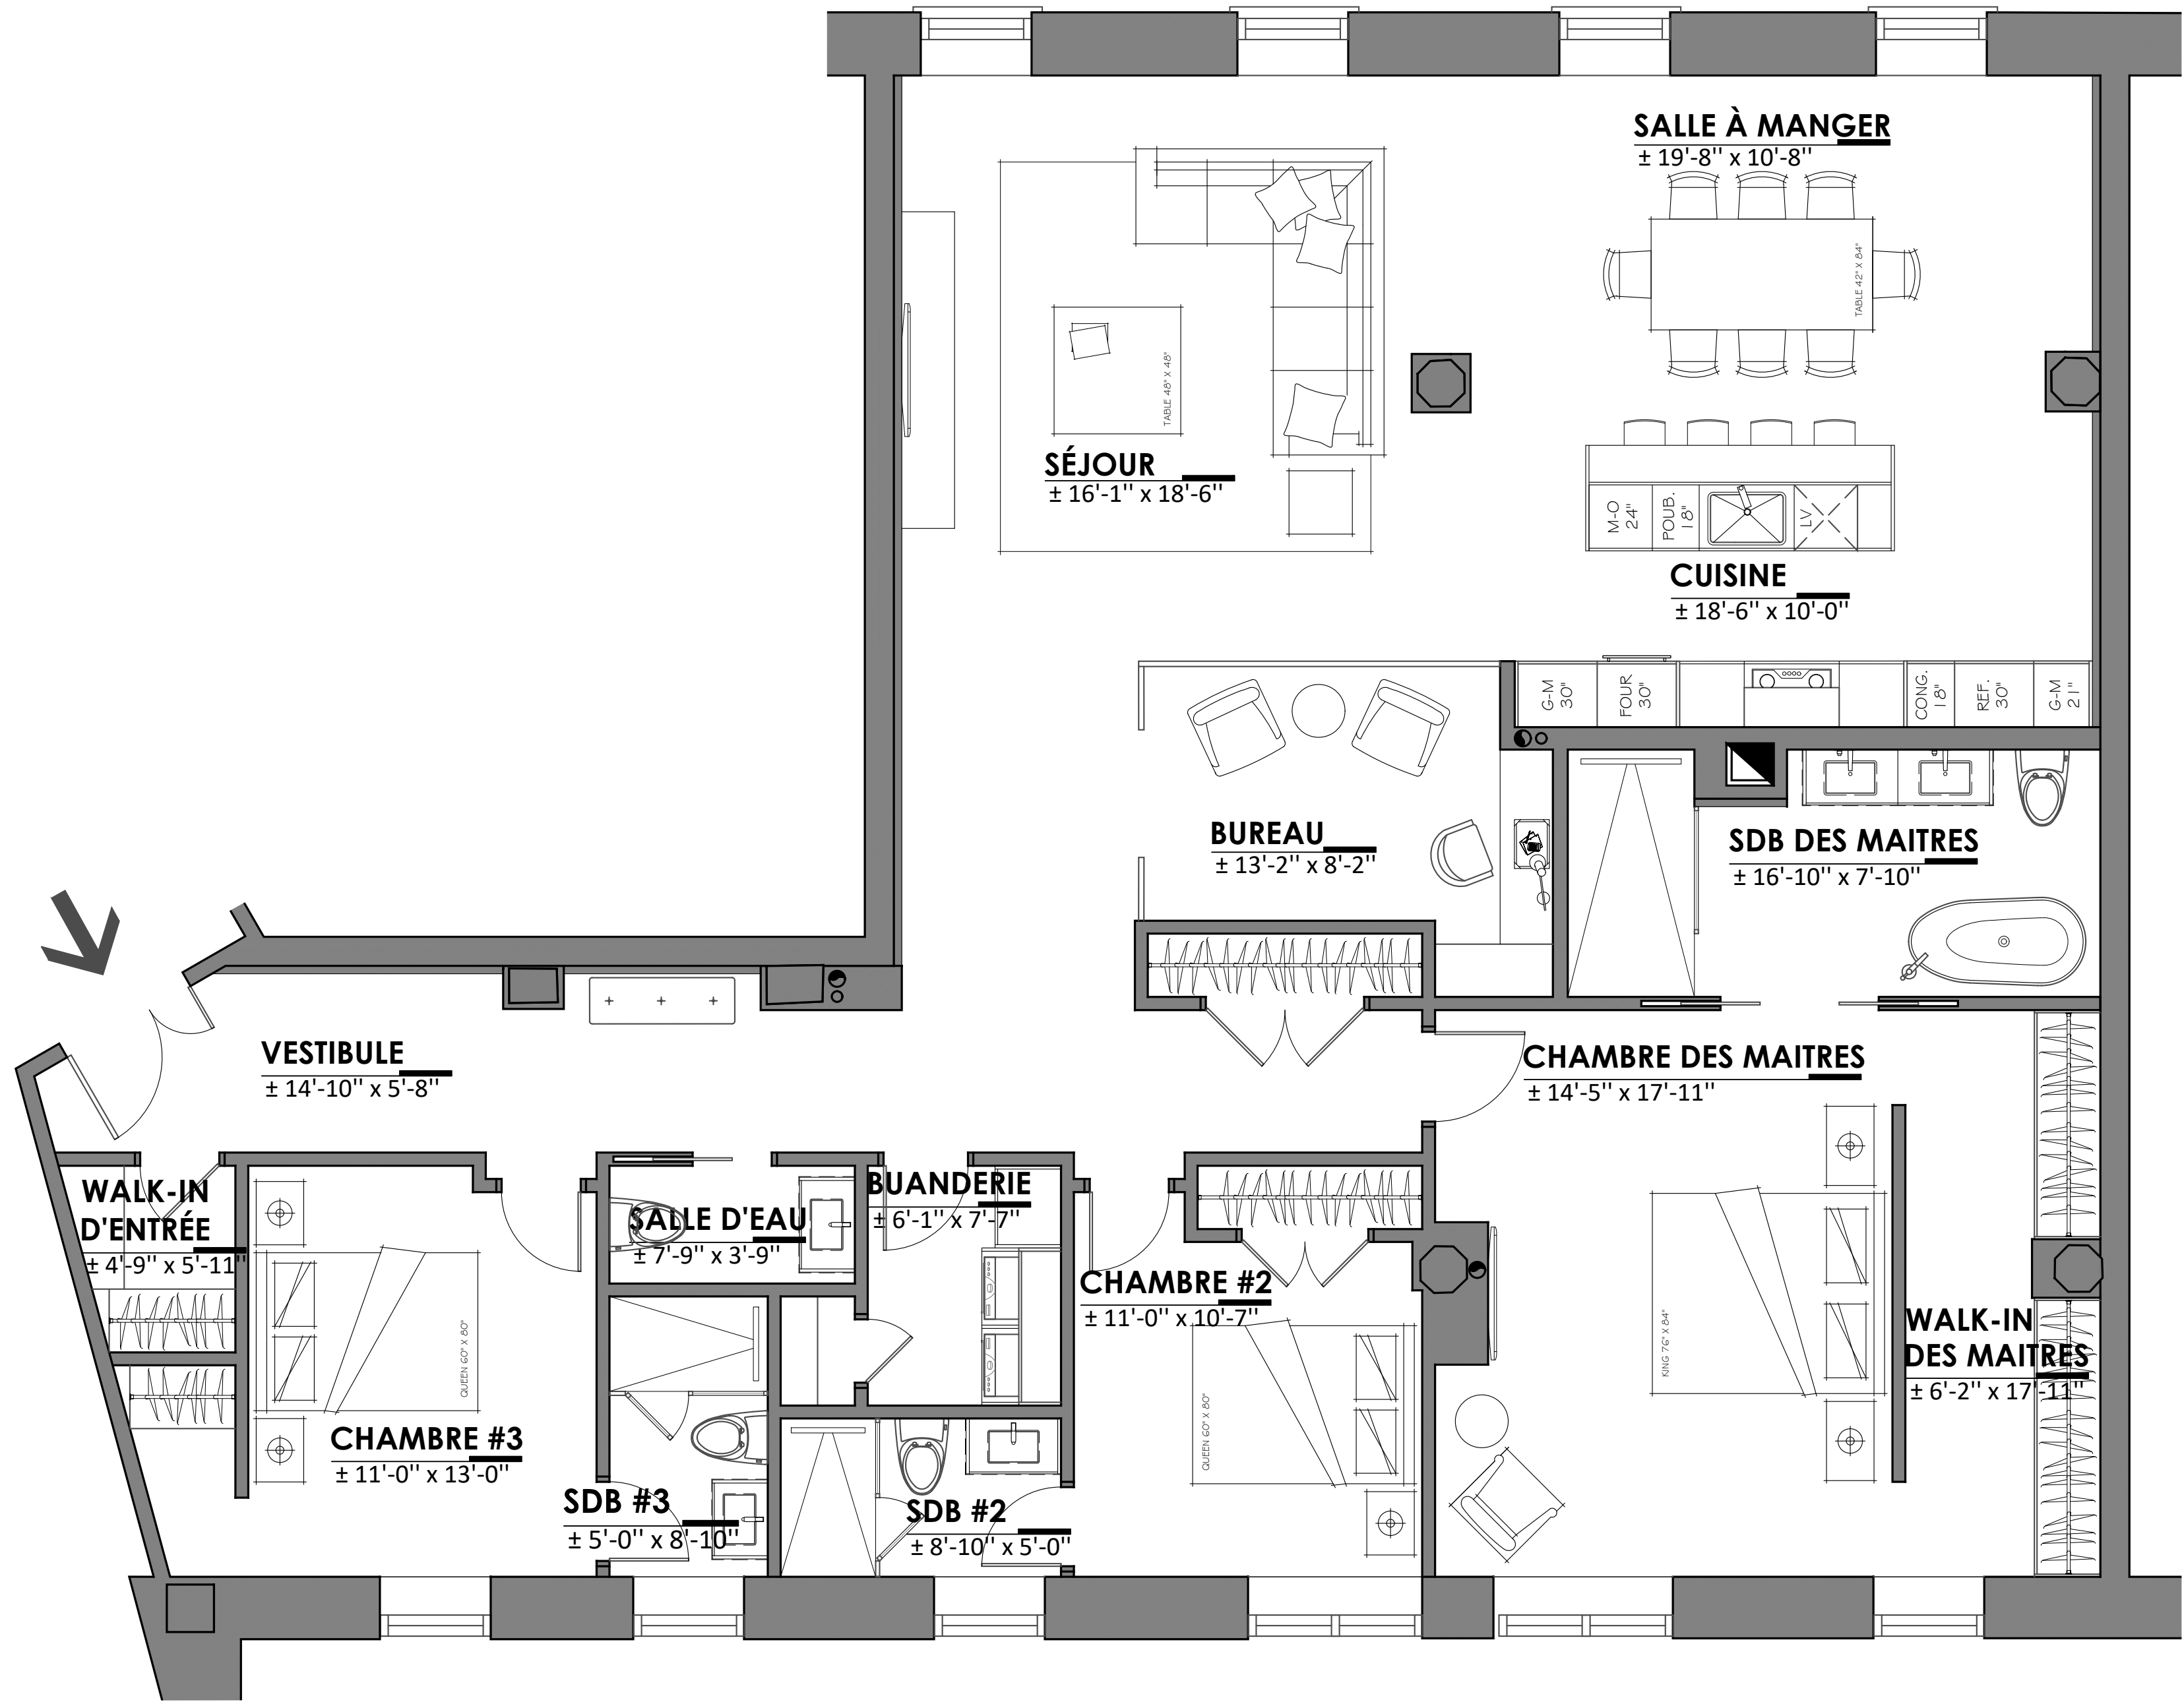 SALLE À MANGER
± 19'-8'' x 10'-8''
TABLE 42" X 84"
TABLE 48" X 48"
SÉJOUR
± 16'-1'' x 18'-6''
M-O
24"
POUB.
18"
LV
CUISINE
± 18'-6'' x 10'-0''
G-M
30"
FOUR
30"
CONG.
18"
REF.
30"
G-M
21"
BUREAU
± 13'-2'' x 8'-2''
SDB DES MAITRES
± 16'-10'' x 7'-10''
VESTIBULE
± 14'-10'' x 5'-8''
CHAMBRE DES MAITRES
± 14'-5'' x 17'-11''
WALK-IN
D'ENTRÉE
± 4'-9'' x 5'-11''
SALLE D'EAU
± 7'-9'' x 3'-9''
BUANDERIE
± 6'-1'' x 7'-7''
CHAMBRE #2
± 11'-0'' x 10'-7''
QUEEN 60" X 80"
QUEEN 60" X 80"
KING 76" X 84"
WALK-IN
DES MAITRES
± 6'-2'' x 17'-11''
CHAMBRE #3
± 11'-0'' x 13'-0''
SDB #3
± 5'-0'' x 8'-10''
SDB #2
± 8'-10'' x 5'-0''